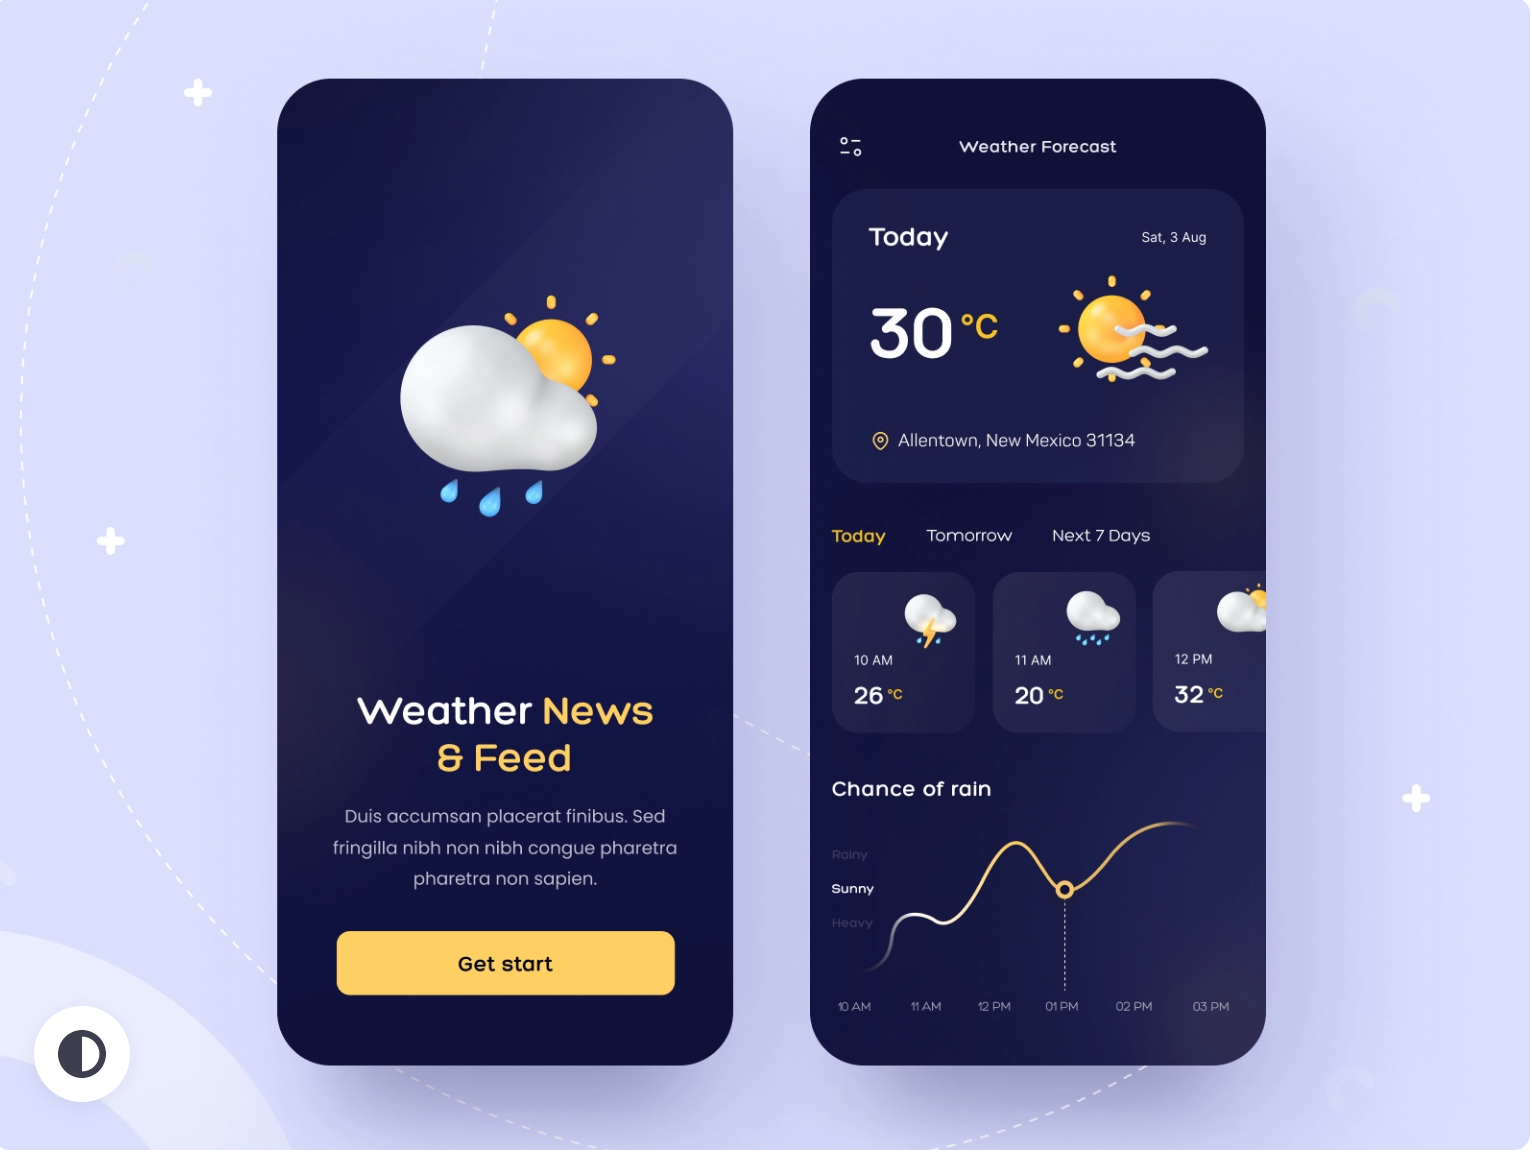 Weather News
& Feed
Duis accumsan placerat finibus. Sed
fringilla nibh non nibh congue pharetra
pharetra non sapien.
Get start
Weather Forecast
Today
Sat, 3 Aug
30 °C
Allentown, New Mexico 31134
Today
Tomorrow
Next 7 Days
10 AM
26 °C
11 AM
20 °C
12 PM
32 °C
Chance of rain
Rainy
Sunny
Heavy
10 AM
11 AM
12 PM
01 PM
02 PM
03 PM